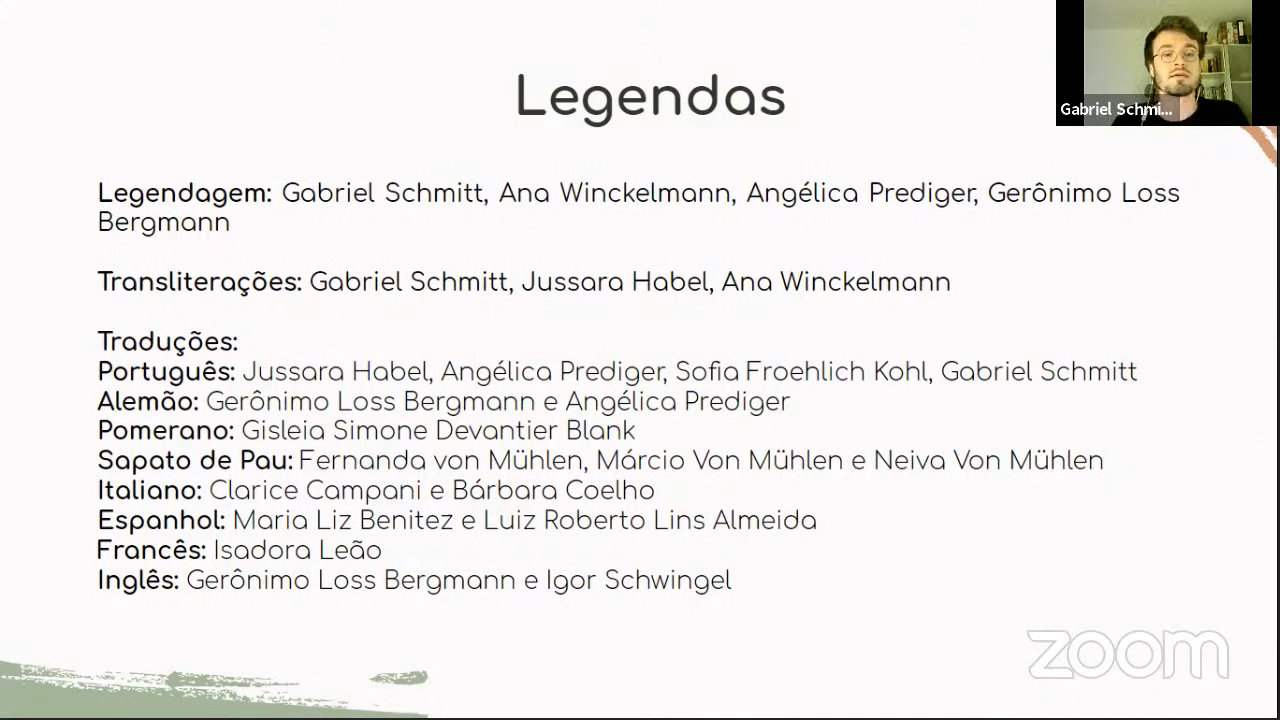 Legendas
Gabriel Schmi...
Legendagem: Gabriel Schmitt, Ana Winckelmann, Angélica Prediger, Gerônimo Loss
Bergmann
Transliterações: Gabriel Schmitt, Jussara Habel, Ana Winckelmann
Traduções:
Português: Jussara Habel, Angélica Prediger, Sofia Froehlich Kohl, Gabriel Schmitt
Alemão: Gerônimo Loss Bergmann e Angélica Prediger
Pomerano: Gisleia Simone Devantier Blank
Sapato de Pau: Fernanda von Mühlen, Márcio Von Mühlen e Neiva Von Mühlen
Italiano: Clarice Campani e Bárbara Coelho
Espanhol: Maria Liz Benitez e Luiz Roberto Lins Almeida
Francês: Isadora Leão
Inglês: Gerônimo Loss Bergmann e Igor Schwingel
zoom